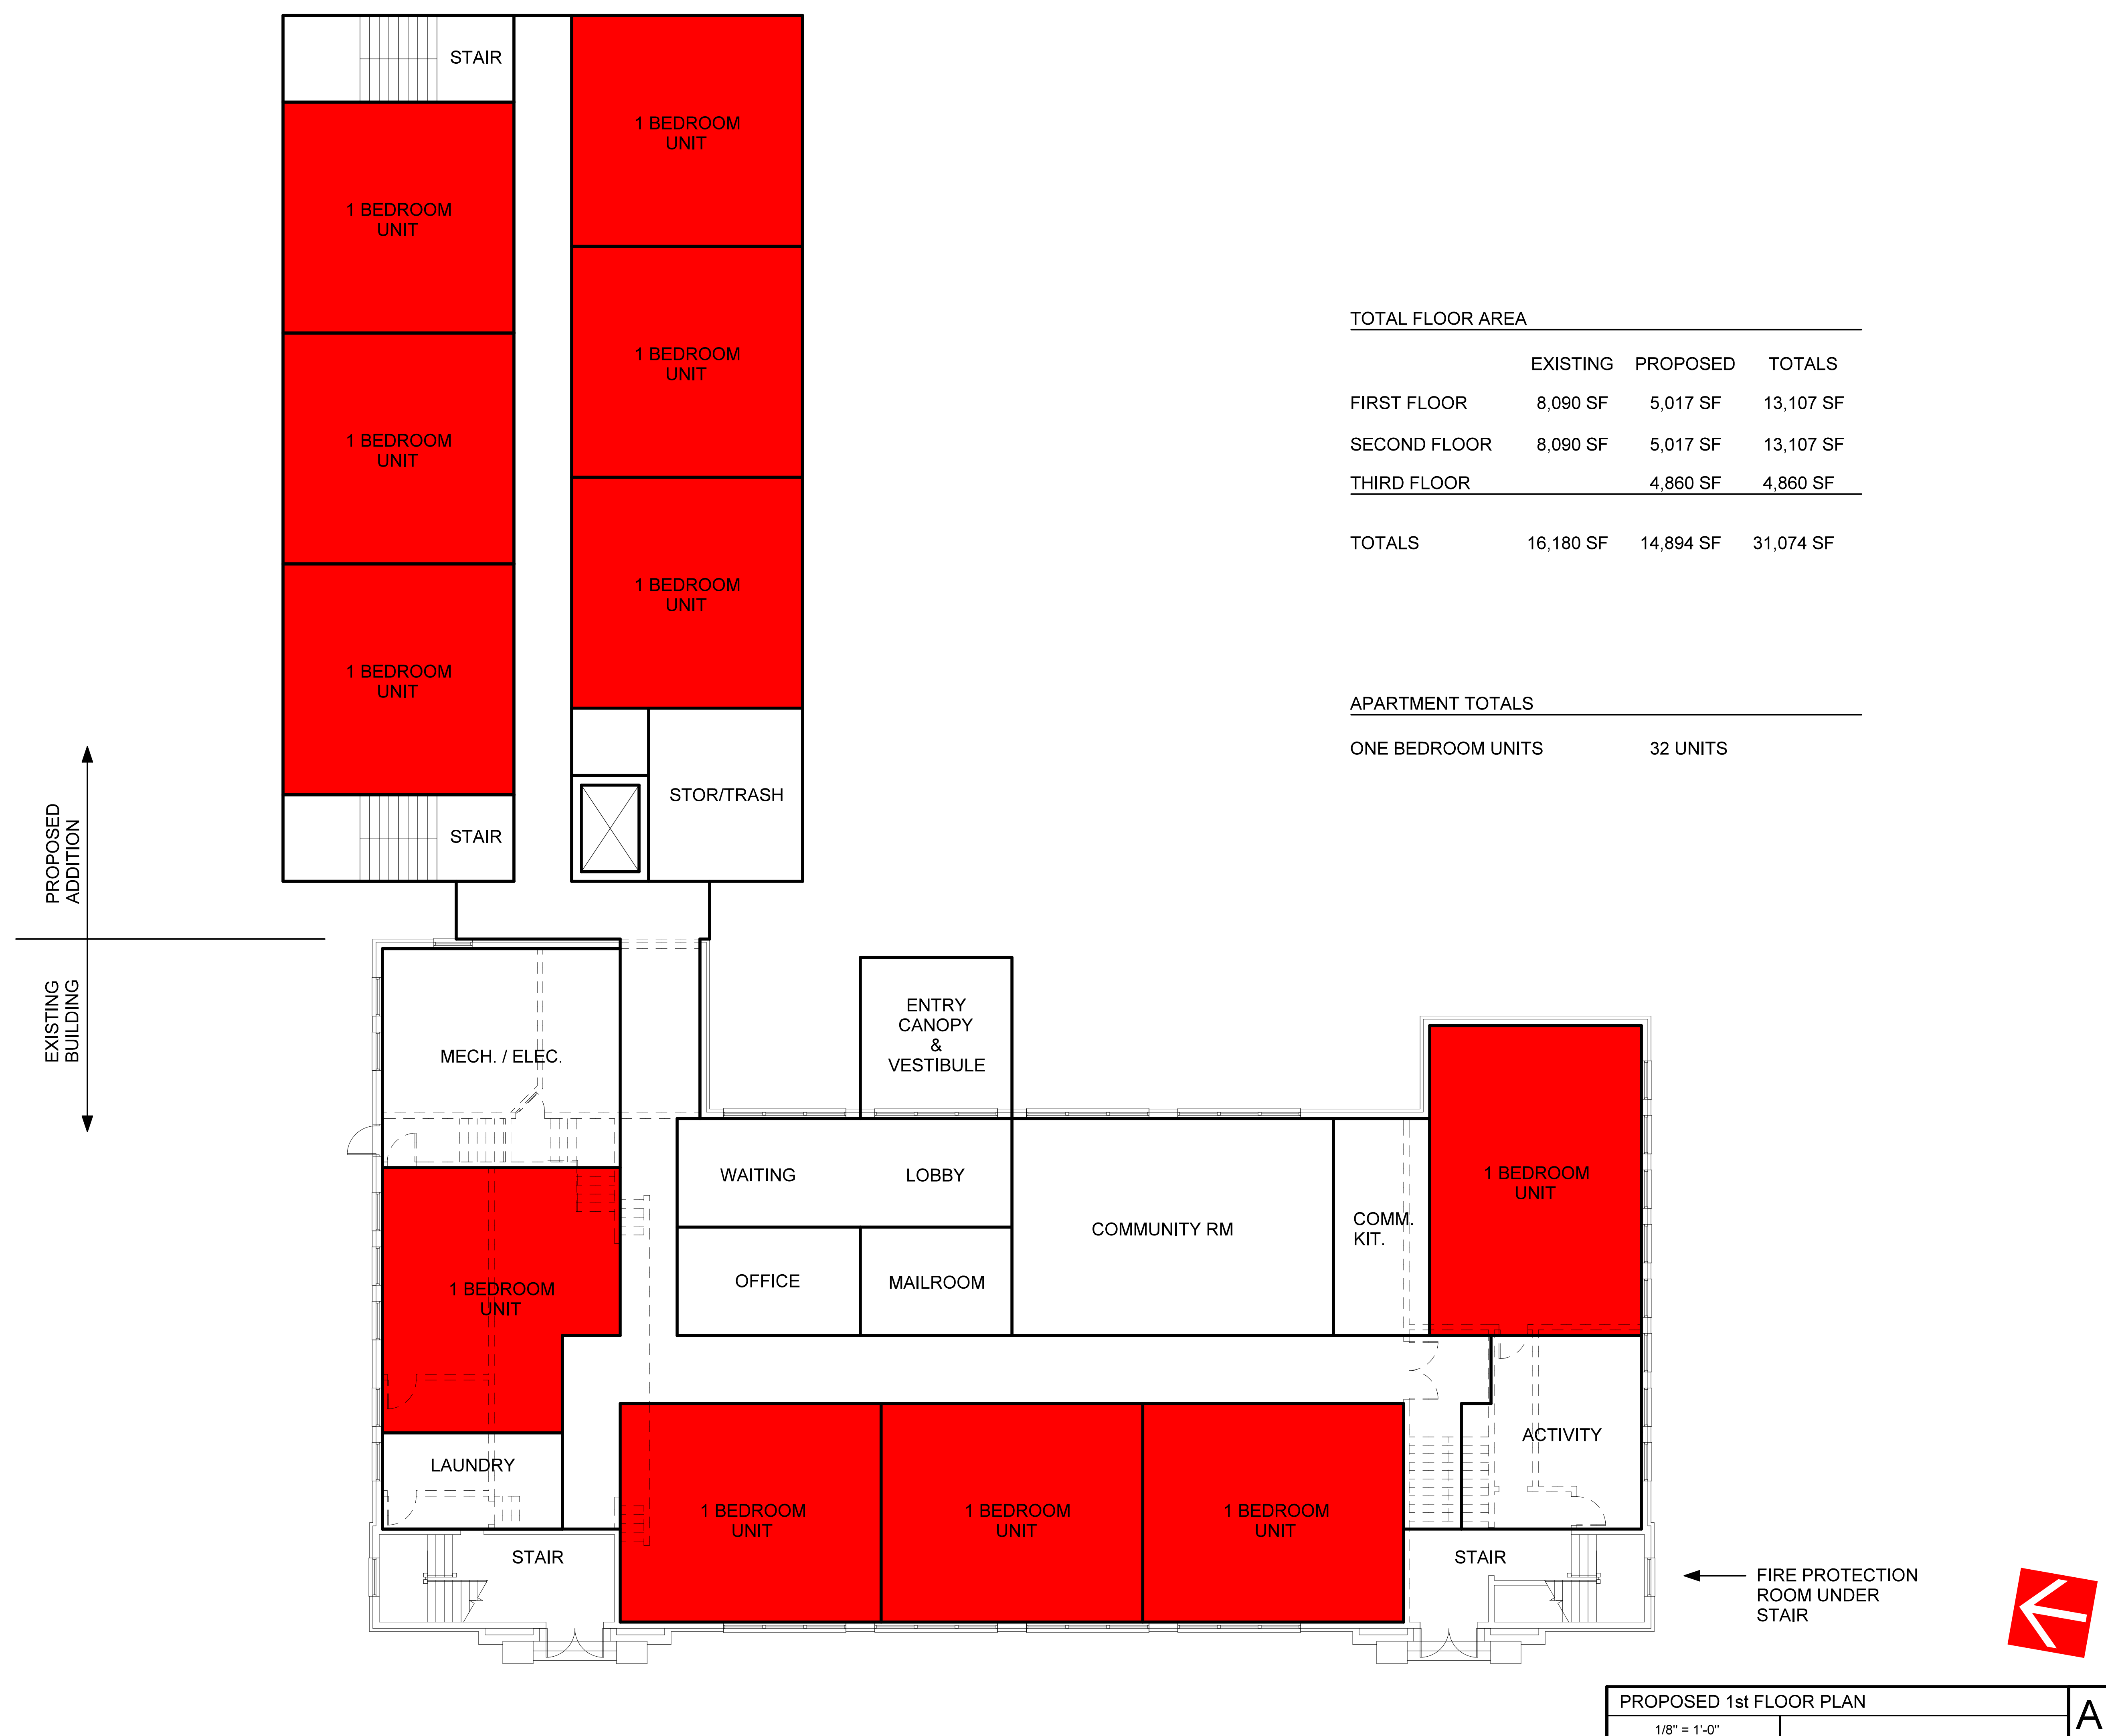 STAIR
1 BEDROOM
UNIT
1 BEDROOM
UNIT
1 BEDROOM
UNIT
1 BEDROOM
UNIT
1 BEDROOM
UNIT
1 BEDROOM
UNIT
STOR/TRASH
STAIR
PROPOSED
ADDITION
EXISTING
BUILDING
TOTAL FLOOR AREA
EXISTING PROPOSED TOTALS
FIRST FLOOR 8,090 SF 5,017 SF 13,107 SF
SECOND FLOOR 8,090 SF 5,017 SF 13,107 SF
THIRD FLOOR 4,860 SF 4,860 SF
TOTALS 16,180 SF 14,894 SF 31,074 SF
APARTMENT TOTALS
ONE BEDROOM UNITS 32 UNITS
MECH. / ELEC.
ENTRY
CANOPY
&
VESTIBULE
WAITING
LOBBY
COMMUNITY RM
COMM.
KIT.
1 BEDROOM
UNIT
OFFICE
MAILROOM
1 BEDROOM
UNIT
ACTIVITY
LAUNDRY
1 BEDROOM
UNIT
1 BEDROOM
UNIT
1 BEDROOM
UNIT
STAIR
STAIR
FIRE PROTECTION
ROOM UNDER
STAIR
PROPOSED 1st FLOOR PLAN
1/8" = 1'-0"
A